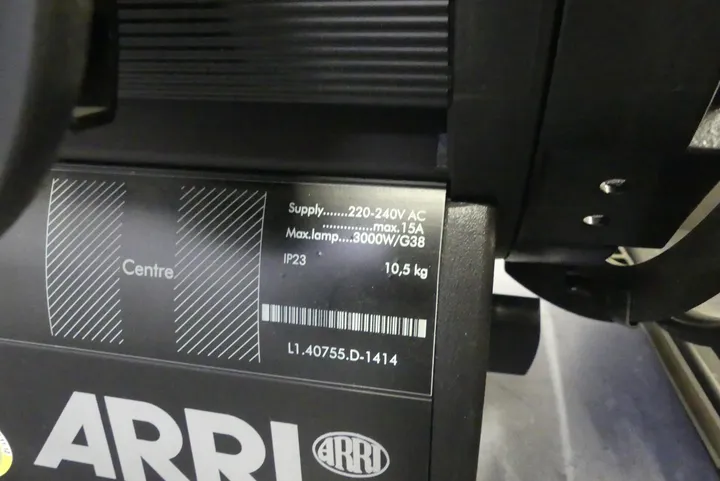 Supply.......220-240V AC
...............max.15A
Max.lamp....3000W/G38
Centre
IP23 10,5 kg
L1.40755.D-1414
ARRI ARRI